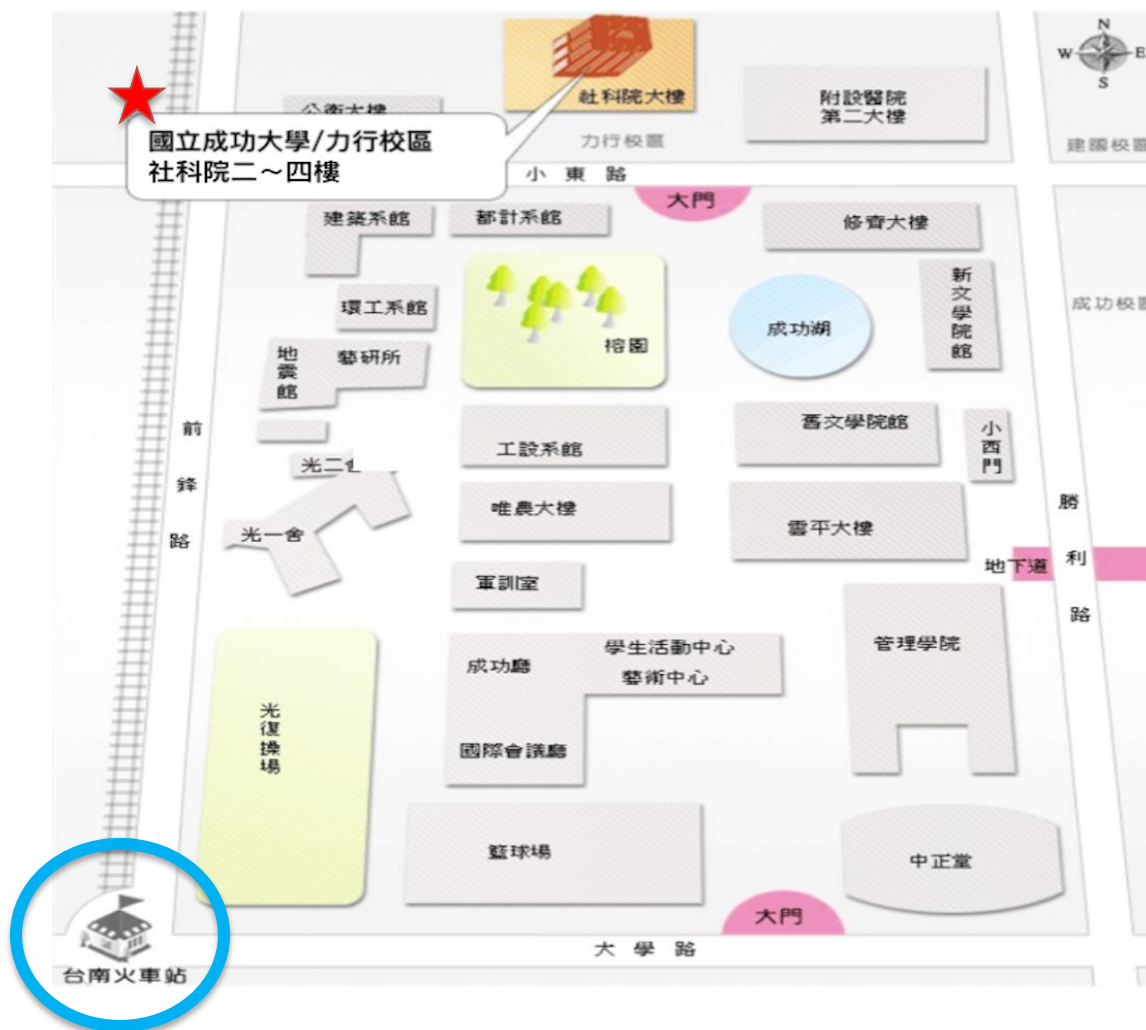 N
W E
S
社科院大樓
附設醫院
第二大樓
公衛大樓
國立成功大學/力行校區
社科院二～四樓
力行校區
建國校區
小東路
大門
建築系館
都計系館
修齊大樓
新文學院館
環工系館
榕園
成功湖
成功校區
地震館
藝研所
前鋒路
工設系館
舊文學院館
小西門
光二舍
唯農大樓
雲平大樓
勝利路
光一舍
地下道
軍訓室
管理學院
學生活動中心
成功廳
藝術中心
光復操場
國際會議廳
籃球場
中正堂
大門
大學路
台南火車站